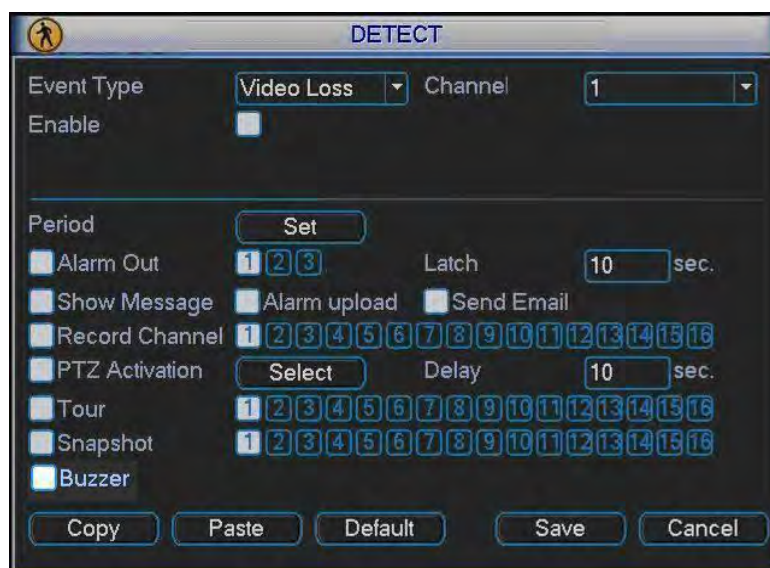 DETECT
Event Type Video Loss Channel 1
Enable
Period Set
Alarm Out 1 2 3 Latch 10 sec.
Show Message Alarm upload Send Email
Record Channel 1 2 3 4 5 6 7 8 9 10 11 12 13 14 15 16
PTZ Activation Select Delay 10 sec.
Tour 1 2 3 4 5 6 7 8 9 10 11 12 13 14 15 16
Snapshot 1 2 3 4 5 6 7 8 9 10 11 12 13 14 15 16
Buzzer
Copy Paste Default Save Cancel